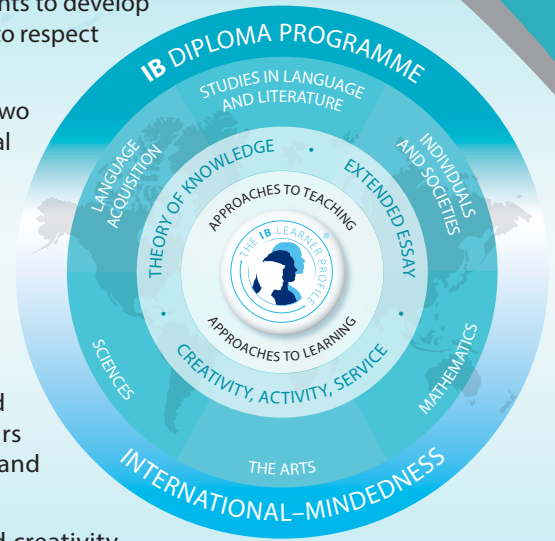 nts to develop
to respect
wo
al
d
rs
and
d creativity
IB DIPLOMA PROGRAMME
STUDIES IN LANGUAGE
AND LITERATURE
LANGUAGE
ACQUISITION
INDIVIDUALS
AND SOCIETIES
THEORY OF KNOWLEDGE
•
EXTENDED ESSAY
APPROACHES TO TEACHING
THE IB LEARNER PROFILE ®
APPROACHES TO LEARNING
• CREATIVITY, ACTIVITY, SERVICE •
SCIENCES
MATHEMATICS
THE ARTS
INTERNATIONAL–MINDEDNESS